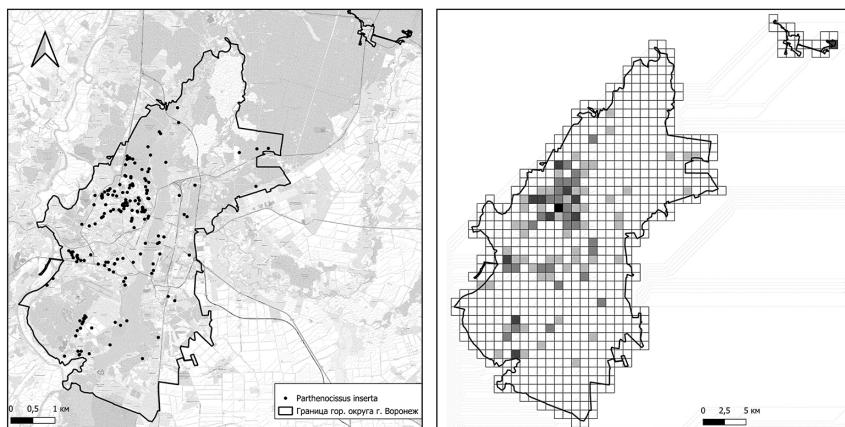 Parthenocissus inserta
Граница гор. округа г. Воронеж
0 0,5 1 км
0 2,5 5 км